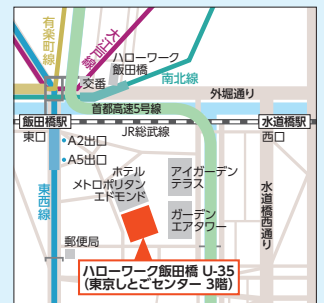 有楽町線
大江戸線
ハローワーク
飯田橋
南北線
交番
外堀通り
首都高速5号線
飯田橋駅
東口
JR総武線
水道橋駅
西口
A2出口
A5出口
東西線
ホテル
メトロポリタン
エドモンド
アイガーデン
テラス
ガーデン
エアタワー
水道橋西通り
郵便局
ハローワーク飯田橋 U-35
(東京しごとセンター 3階)